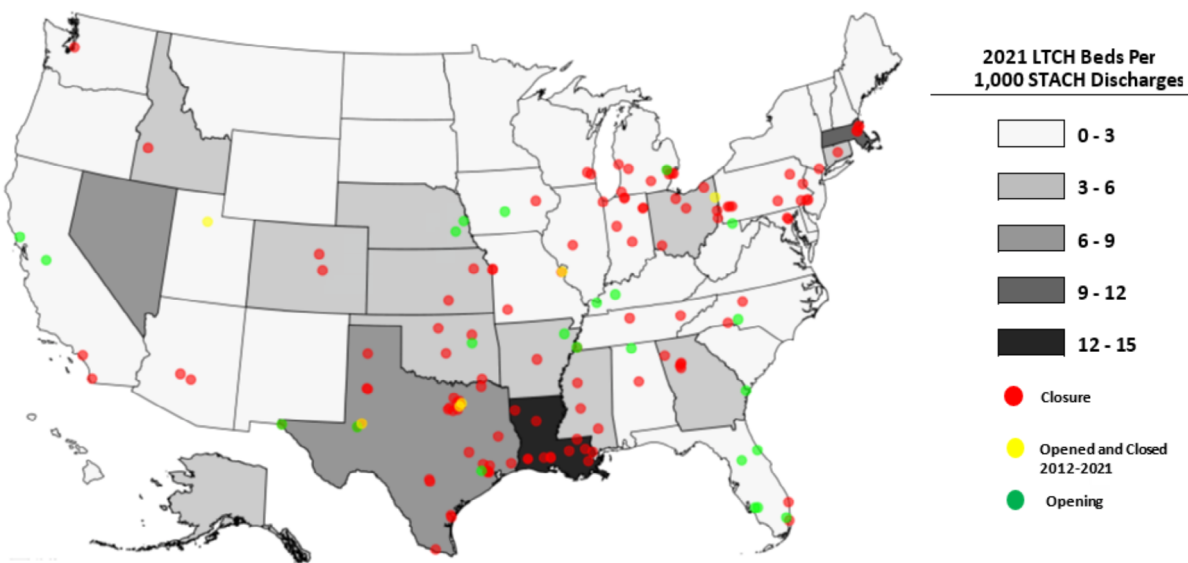 2021 LTCH Beds Per
1,000 STACH Discharges
0 - 3
3 - 6
6 - 9
9 - 12
12 - 15
Closure
Opened and Closed
2012-2021
Opening